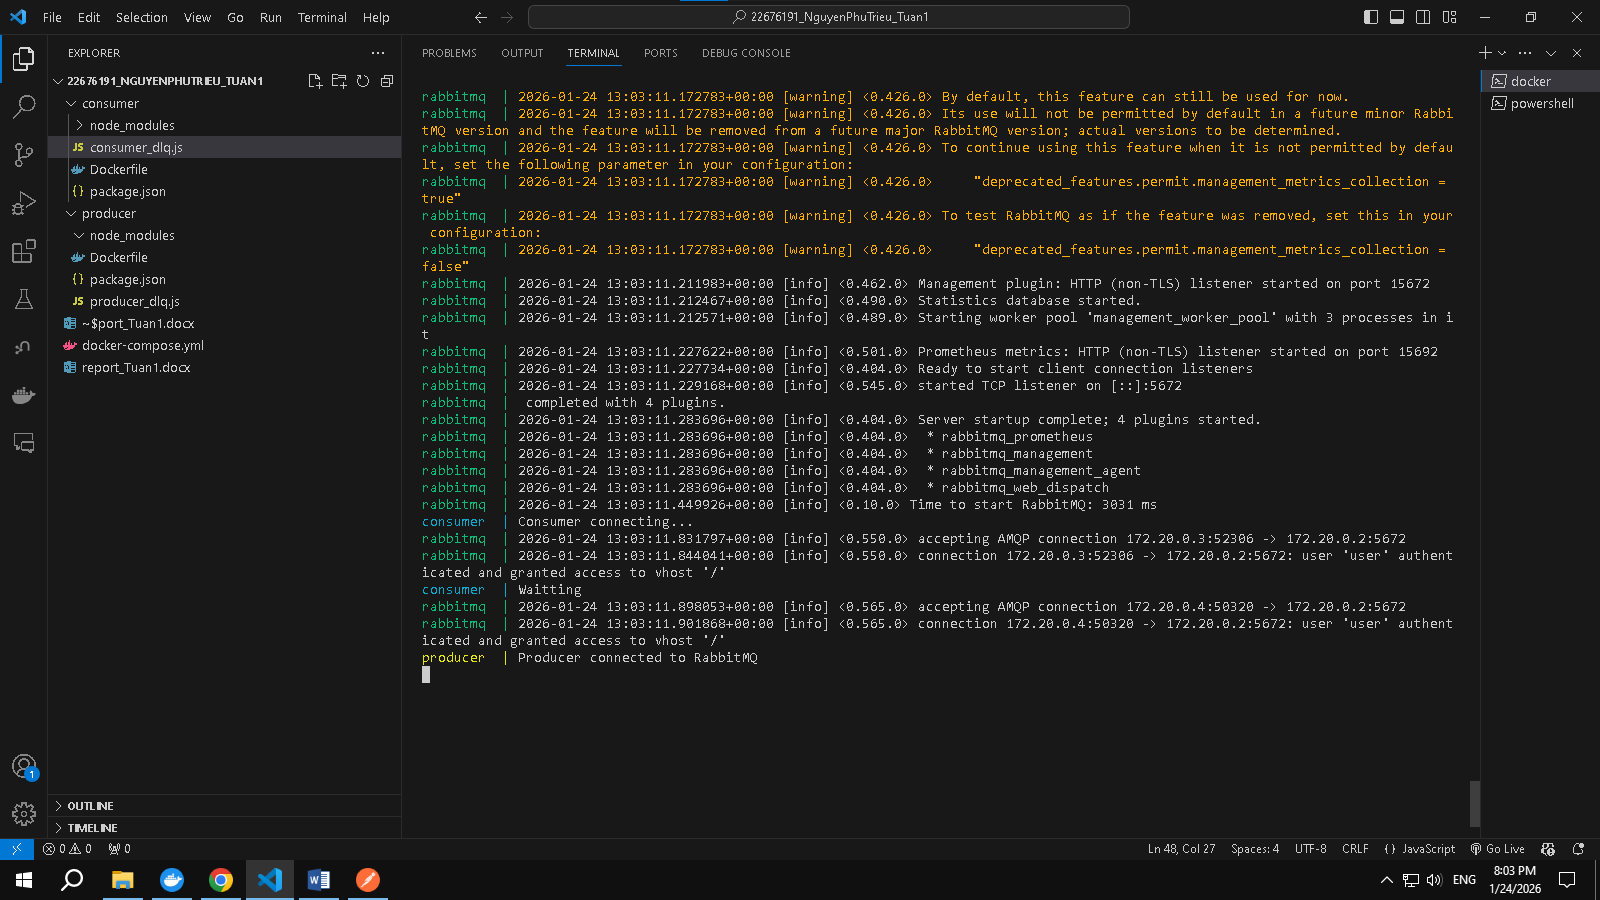 File Edit Selection View Go Run Terminal Help
22676191_NguyenPhuTrieu_Tuan1
EXPLORER
22676191_NGUYENPHUTRIEU_TUAN1
consumer
node_modules
consumer_dlq.js
Dockerfile
package.json
producer
node_modules
Dockerfile
package.json
producer_dlq.js
~$port_Tuan1.docx
docker-compose.yml
report_Tuan1.docx
OUTLINE
TIMELINE
PROBLEMS OUTPUT TERMINAL PORTS DEBUG CONSOLE
docker
powershell
rabbitmq | 2026-01-24 13:03:11.172783+00:00 [warning] <0.426.0> By default, this feature can still be used for now.
rabbitmq | 2026-01-24 13:03:11.172783+00:00 [warning] <0.426.0> Its use will not be permitted by default in a future minor Rabbi
tMQ version and the feature will be removed from a future major RabbitMQ version; actual versions to be determined.
rabbitmq | 2026-01-24 13:03:11.172783+00:00 [warning] <0.426.0> To continue using this feature when it is not permitted by defau
lt, set the following parameter in your configuration:
rabbitmq | 2026-01-24 13:03:11.172783+00:00 [warning] <0.426.0> "deprecated_features.permit.management_metrics_collection =
true"
rabbitmq | 2026-01-24 13:03:11.172783+00:00 [warning] <0.426.0> To test RabbitMQ as if the feature was removed, set this in your
configuration:
rabbitmq | 2026-01-24 13:03:11.172783+00:00 [warning] <0.426.0> "deprecated_features.permit.management_metrics_collection =
false"
rabbitmq | 2026-01-24 13:03:11.211983+00:00 [info] <0.462.0> Management plugin: HTTP (non-TLS) listener started on port 15672
rabbitmq | 2026-01-24 13:03:11.212467+00:00 [info] <0.490.0> Statistics database started.
rabbitmq | 2026-01-24 13:03:11.212571+00:00 [info] <0.489.0> Starting worker pool 'management_worker_pool' with 3 processes in i
t
rabbitmq | 2026-01-24 13:03:11.227622+00:00 [info] <0.501.0> Prometheus metrics: HTTP (non-TLS) listener started on port 15692
rabbitmq | 2026-01-24 13:03:11.227734+00:00 [info] <0.404.0> Ready to start client connection listeners
rabbitmq | 2026-01-24 13:03:11.229168+00:00 [info] <0.545.0> started TCP listener on [::]:5672
rabbitmq | completed with 4 plugins.
rabbitmq | 2026-01-24 13:03:11.283696+00:00 [info] <0.404.0> Server startup complete; 4 plugins started.
rabbitmq | 2026-01-24 13:03:11.283696+00:00 [info] <0.404.0> * rabbitmq_prometheus
rabbitmq | 2026-01-24 13:03:11.283696+00:00 [info] <0.404.0> * rabbitmq_management
rabbitmq | 2026-01-24 13:03:11.283696+00:00 [info] <0.404.0> * rabbitmq_management_agent
rabbitmq | 2026-01-24 13:03:11.283696+00:00 [info] <0.404.0> * rabbitmq_web_dispatch
rabbitmq | 2026-01-24 13:03:11.449926+00:00 [info] <0.10.0> Time to start RabbitMQ: 3031 ms
consumer | Consumer connecting...
rabbitmq | 2026-01-24 13:03:11.831797+00:00 [info] <0.550.0> accepting AMQP connection 172.20.0.3:52306 -> 172.20.0.2:5672
rabbitmq | 2026-01-24 13:03:11.844041+00:00 [info] <0.550.0> connection 172.20.0.3:52306 -> 172.20.0.2:5672: user 'user' authent
icated and granted access to vhost '/'
consumer | Waitting
rabbitmq | 2026-01-24 13:03:11.898053+00:00 [info] <0.565.0> accepting AMQP connection 172.20.0.4:50320 -> 172.20.0.2:5672
rabbitmq | 2026-01-24 13:03:11.901868+00:00 [info] <0.565.0> connection 172.20.0.4:50320 -> 172.20.0.2:5672: user 'user' authent
icated and granted access to vhost '/'
producer | Producer connected to RabbitMQ
1
0 0 0
Ln 48, Col 27 Spaces: 4 UTF-8 CRLF {} JavaScript Go Live
ENG
8:03 PM
1/24/2026